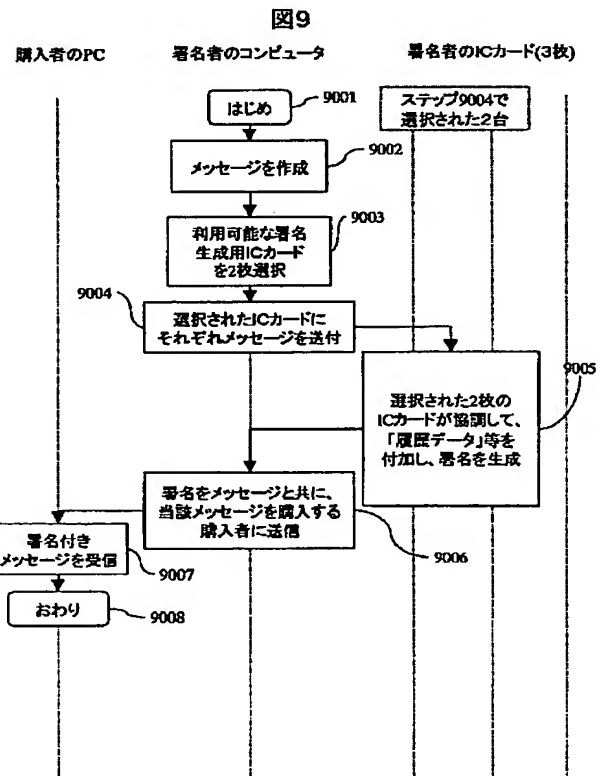 図9
購入者のPC
署名者のコンピュータ
署名者のICカード(3枚)
はじめ
9001
ステップ9004で
選択された2台
メッセージを作成
9002
利用可能な署名
生成用ICカード
を2枚選択
9003
9004
選択されたICカードに
それぞれメッセージを送付
9005
選択された2枚の
ICカードが協調して、
「履歴データ」等を
付加し、署名を生成
署名をメッセージと共に、
当該メッセージを購入する
購入者に送信
9006
署名付き
メッセージを受信
9007
おわり
9008